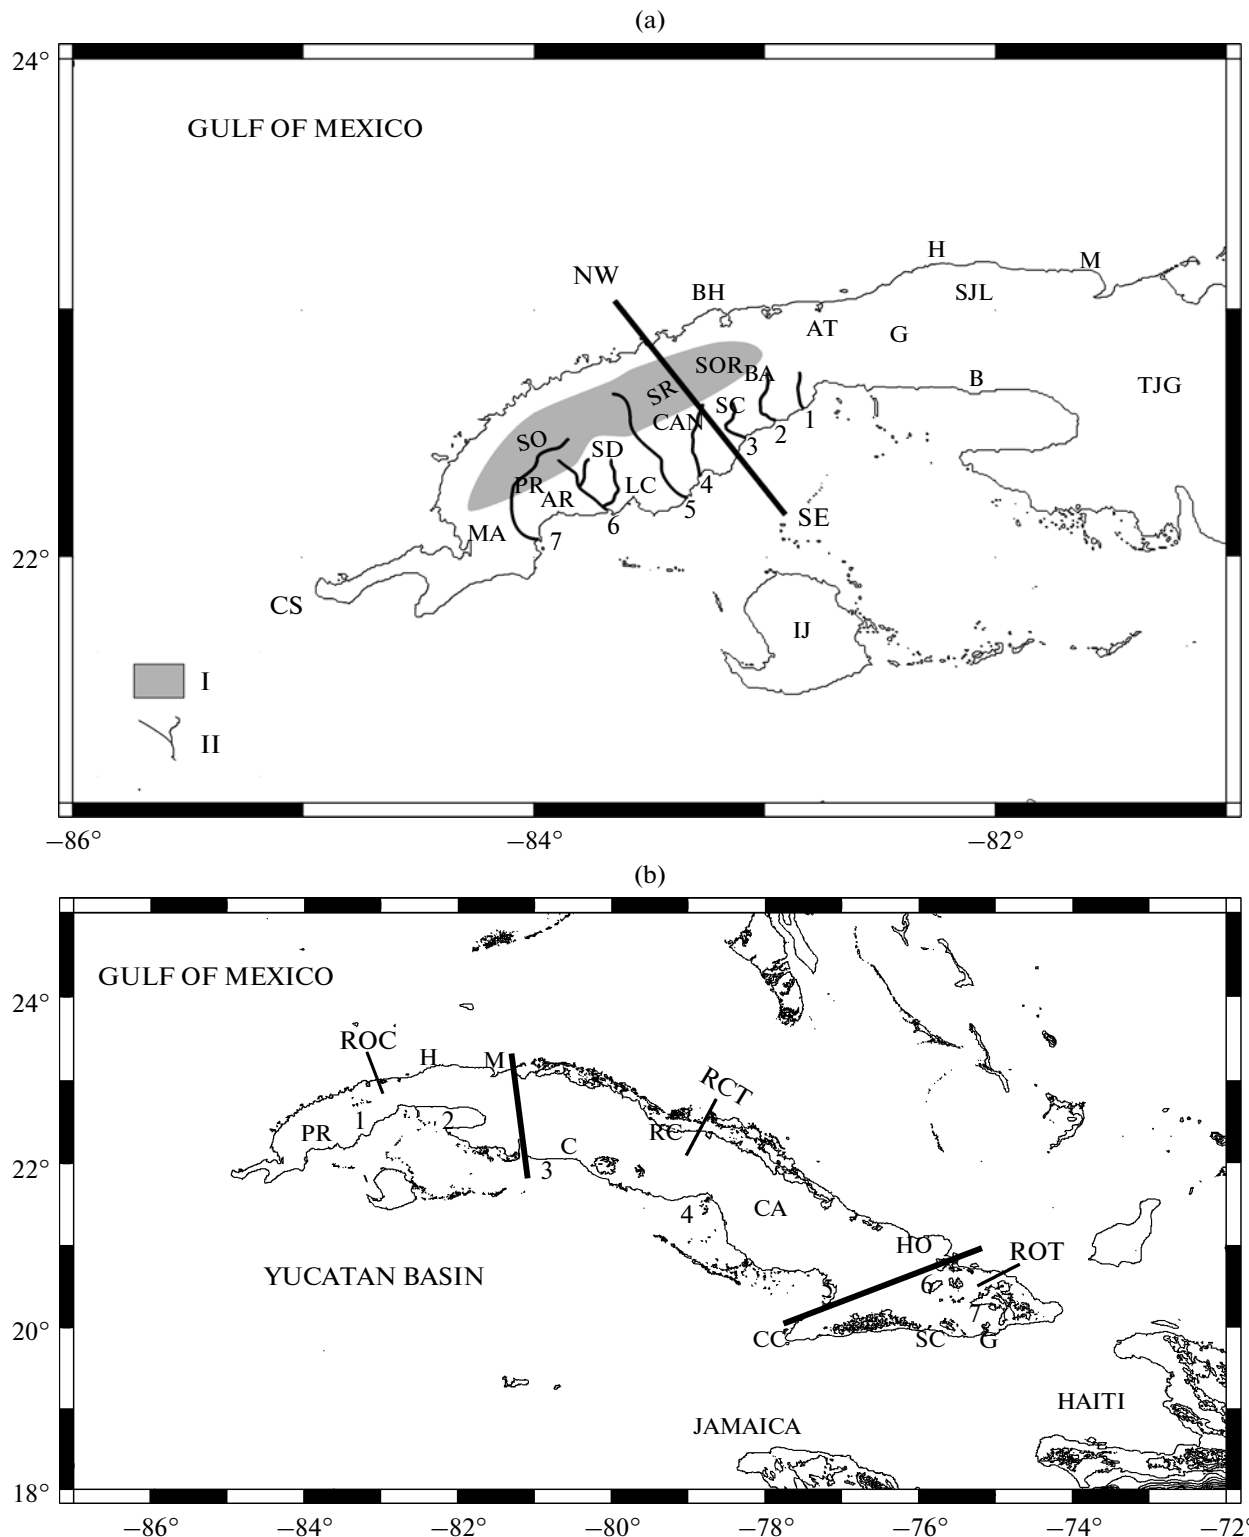 (a)
24°
GULF OF MEXICO
H
M
NW
BH
SJL
AT
G
SOR
BA
B
TJG
SR
SC
CAN
1
2
3
SO
SD
PR
AR
LC
4
5
6
SE
MA
7
22°
CS
IJ
I
II
−86°
−84°
−82°
(b)
GULF OF MEXICO
24°
ROC
H
M
RCT
1
2
PR
RC
22°
C
3
4
CA
HO
ROT
YUCATAN BASIN
6
7
20°
CC
SC
G
HAITI
JAMAICA
18°
−86°
−84°
−82°
−80°
−78°
−76°
−74°
−72°